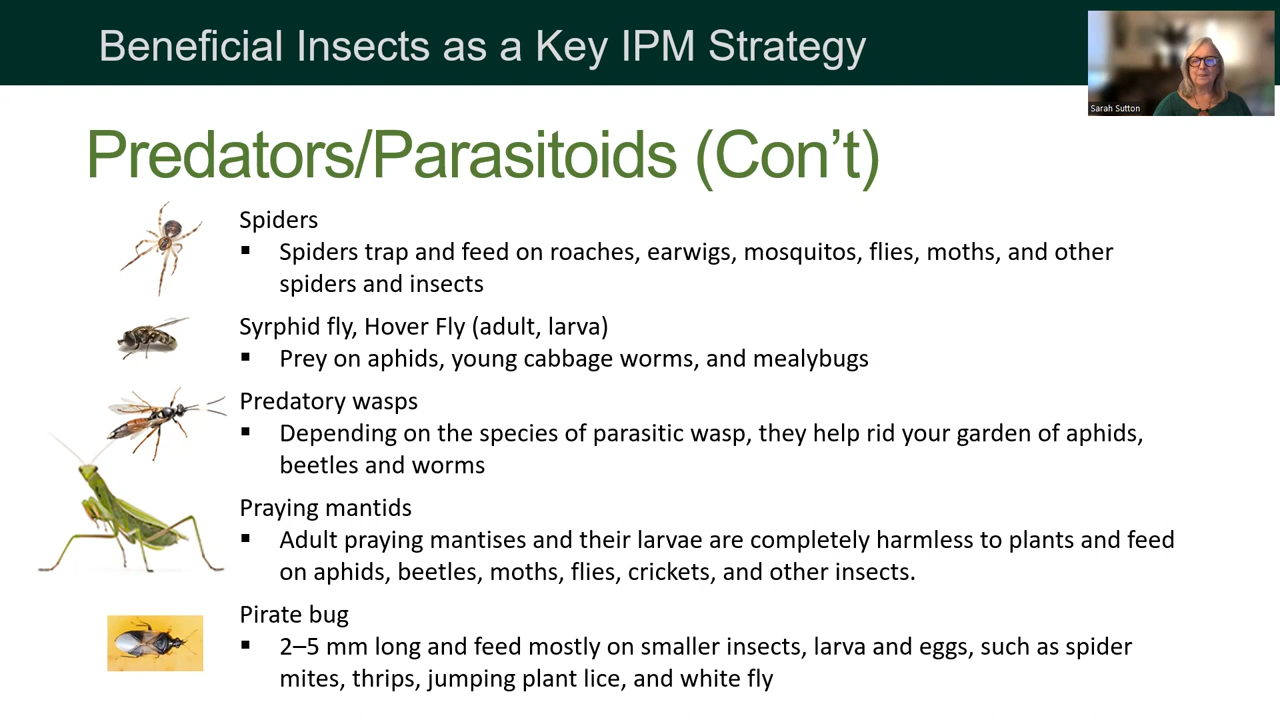 Beneficial Insects as a Key IPM Strategy
Sarah Sutton
Predators/Parasitoids (Con’t)
Spiders
▪ Spiders trap and feed on roaches, earwigs, mosquitos, flies, moths, and other
spiders and insects
Syrphid fly, Hover Fly (adult, larva)
▪ Prey on aphids, young cabbage worms, and mealybugs
Predatory wasps
▪ Depending on the species of parasitic wasp, they help rid your garden of aphids,
beetles and worms
Praying mantids
▪ Adult praying mantises and their larvae are completely harmless to plants and feed
on aphids, beetles, moths, flies, crickets, and other insects.
Pirate bug
▪ 2–5 mm long and feed mostly on smaller insects, larva and eggs, such as spider
mites, thrips, jumping plant lice, and white fly